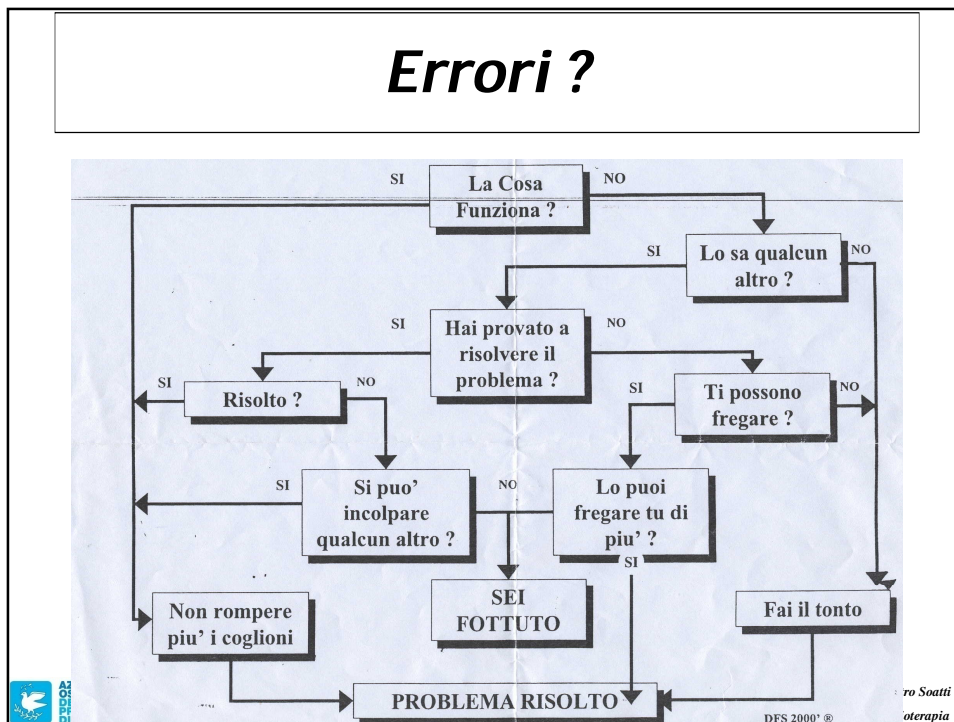 Errori ?
SI
La Cosa
Funziona ?
NO
Lo sa qualcun
altro ?
SI
NO
Hai provato a
risolvere il
problema ?
SI
NO
Risolto ?
SI
NO
Ti possono
fregare ?
SI
NO
Si puo'
incolpare
qualcun altro ?
SI
NO
Lo puoi
fregare tu di
piu' ?
SI
SEI
FOTTUTO
Non rompere
piu' i coglioni
Fai il tonto
PROBLEMA RISOLTO
DFS 2000' ®
ro Soatti
oterapia